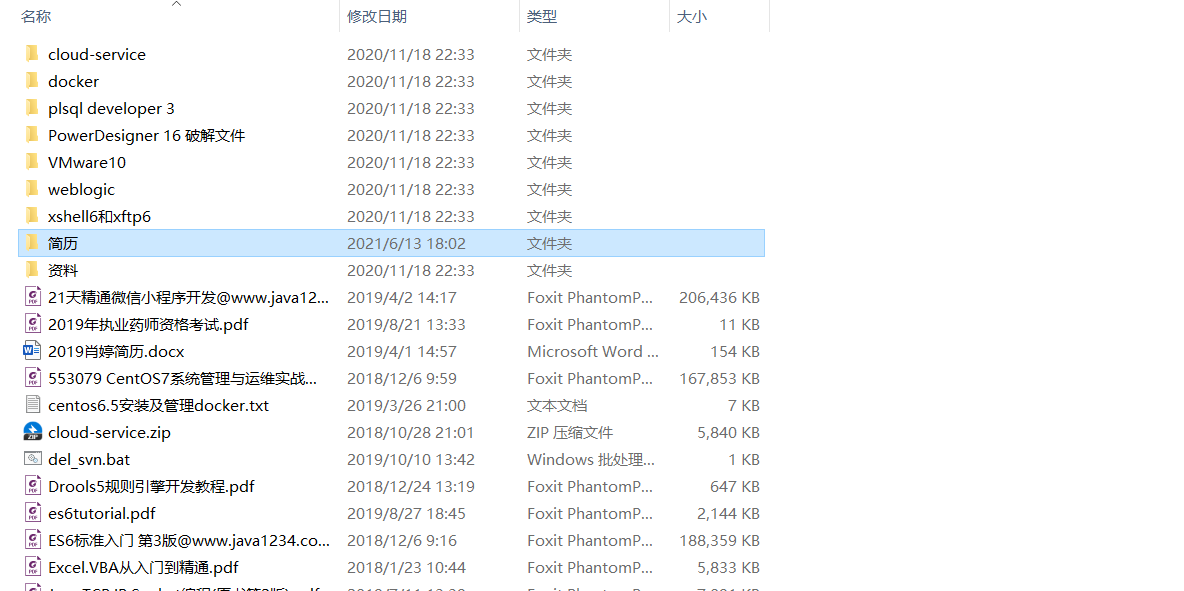 名称 修改日期 类型 大小
cloud-service 2020/11/18 22:33 文件夹
docker 2020/11/18 22:33 文件夹
plsql developer 3 2020/11/18 22:33 文件夹
PowerDesigner 16 破解文件 2020/11/18 22:33 文件夹
VMware10 2020/11/18 22:33 文件夹
weblogic 2020/11/18 22:33 文件夹
xshell6和xftp6 2020/11/18 22:33 文件夹
简历 2021/6/13 18:02 文件夹
资料 2020/11/18 22:33 文件夹
21天精通微信小程序开发@www.java12... 2019/4/2 14:17 Foxit PhantomP... 206,436 KB
2019年执业药师资格考试.pdf 2019/8/21 13:33 Foxit PhantomP... 11 KB
2019肖婷简历.docx 2019/4/1 14:57 Microsoft Word ... 154 KB
553079 CentOS7系统管理与运维实战... 2018/12/6 9:59 Foxit PhantomP... 167,853 KB
centos6.5安装及管理docker.txt 2019/3/26 21:00 文本文档 7 KB
cloud-service.zip 2018/10/28 21:01 ZIP 压缩文件 5,840 KB
del_svn.bat 2019/10/10 13:42 Windows 批处理... 1 KB
Drools5规则引擎开发教程.pdf 2018/12/24 13:19 Foxit PhantomP... 647 KB
es6tutorial.pdf 2019/8/27 18:45 Foxit PhantomP... 2,144 KB
ES6标准入门 第3版@www.java1234.co... 2018/12/6 9:16 Foxit PhantomP... 188,359 KB
Excel.VBA从入门到精通.pdf 2018/1/23 10:44 Foxit PhantomP... 5,833 KB